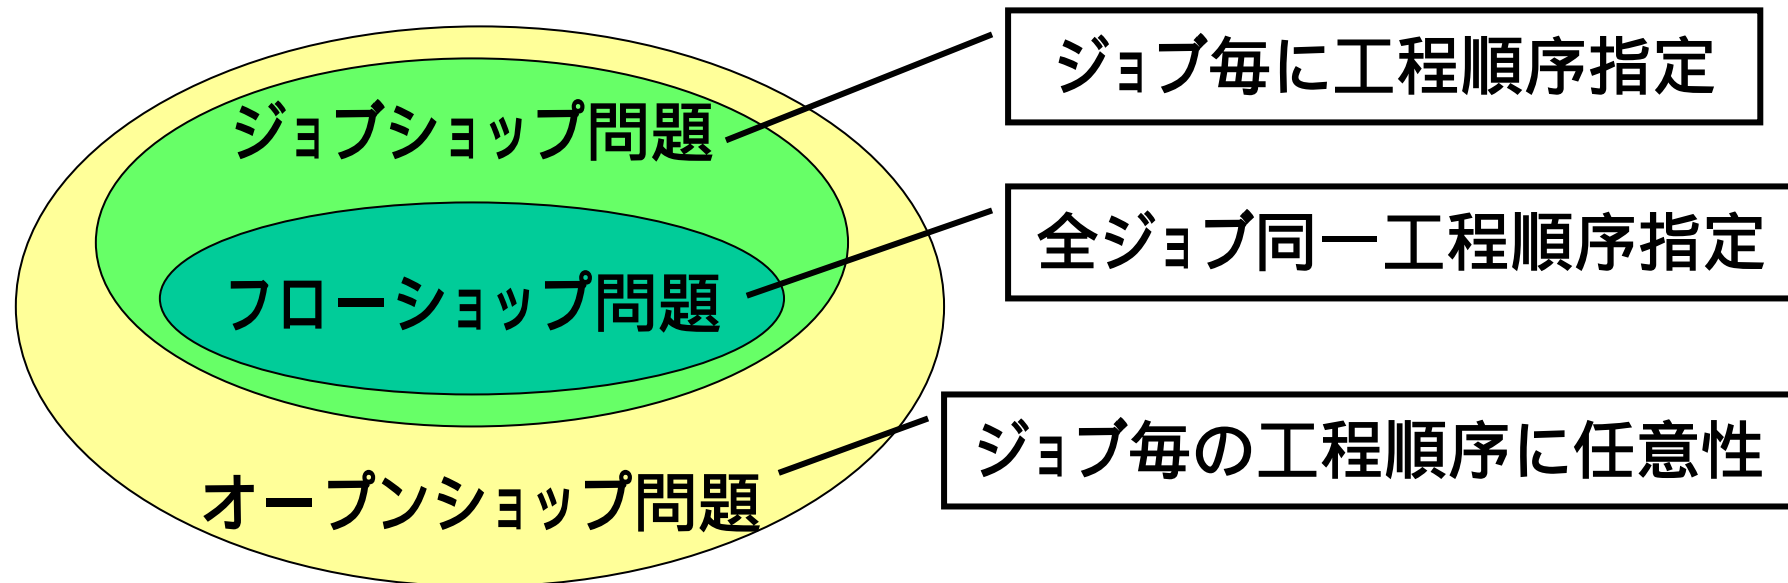 ジョブ毎に工程順序指定
ジョブショップ問題
全ジョブ同一工程順序指定
フローショップ問題
ジョブ毎の工程順序に任意性
オープンショップ問題